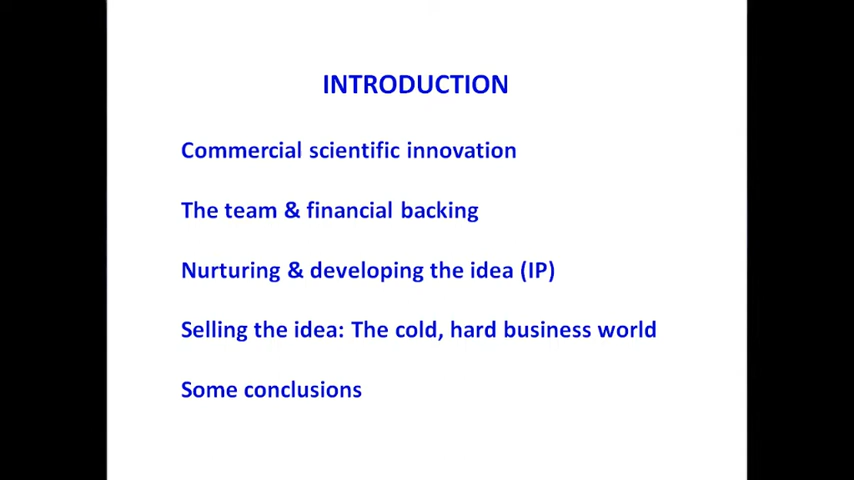 INTRODUCTION
Commercial scientific innovation
The team & financial backing
Nurturing & developing the idea (IP)
Selling the idea: The cold, hard business world
Some conclusions